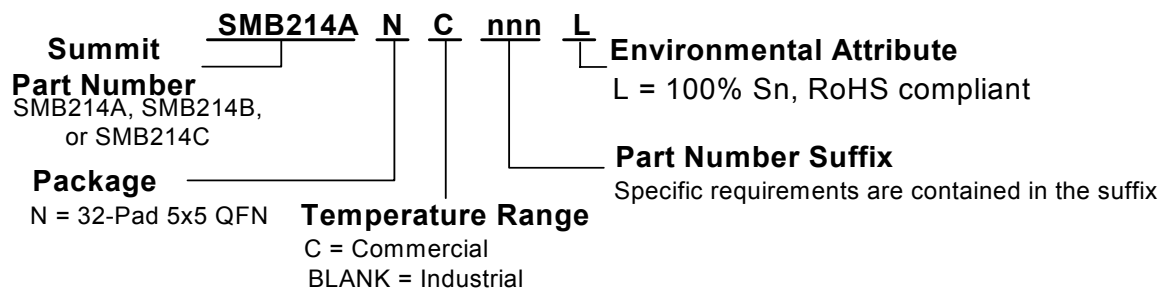 SMB214A N C nnn L
Summit
Part Number
SMB214A, SMB214B,
or SMB214C
Environmental Attribute
L = 100% Sn, RoHS compliant
Package
N = 32-Pad 5x5 QFN
Part Number Suffix
Specific requirements are contained in the suffix
Temperature Range
C = Commercial
BLANK = Industrial